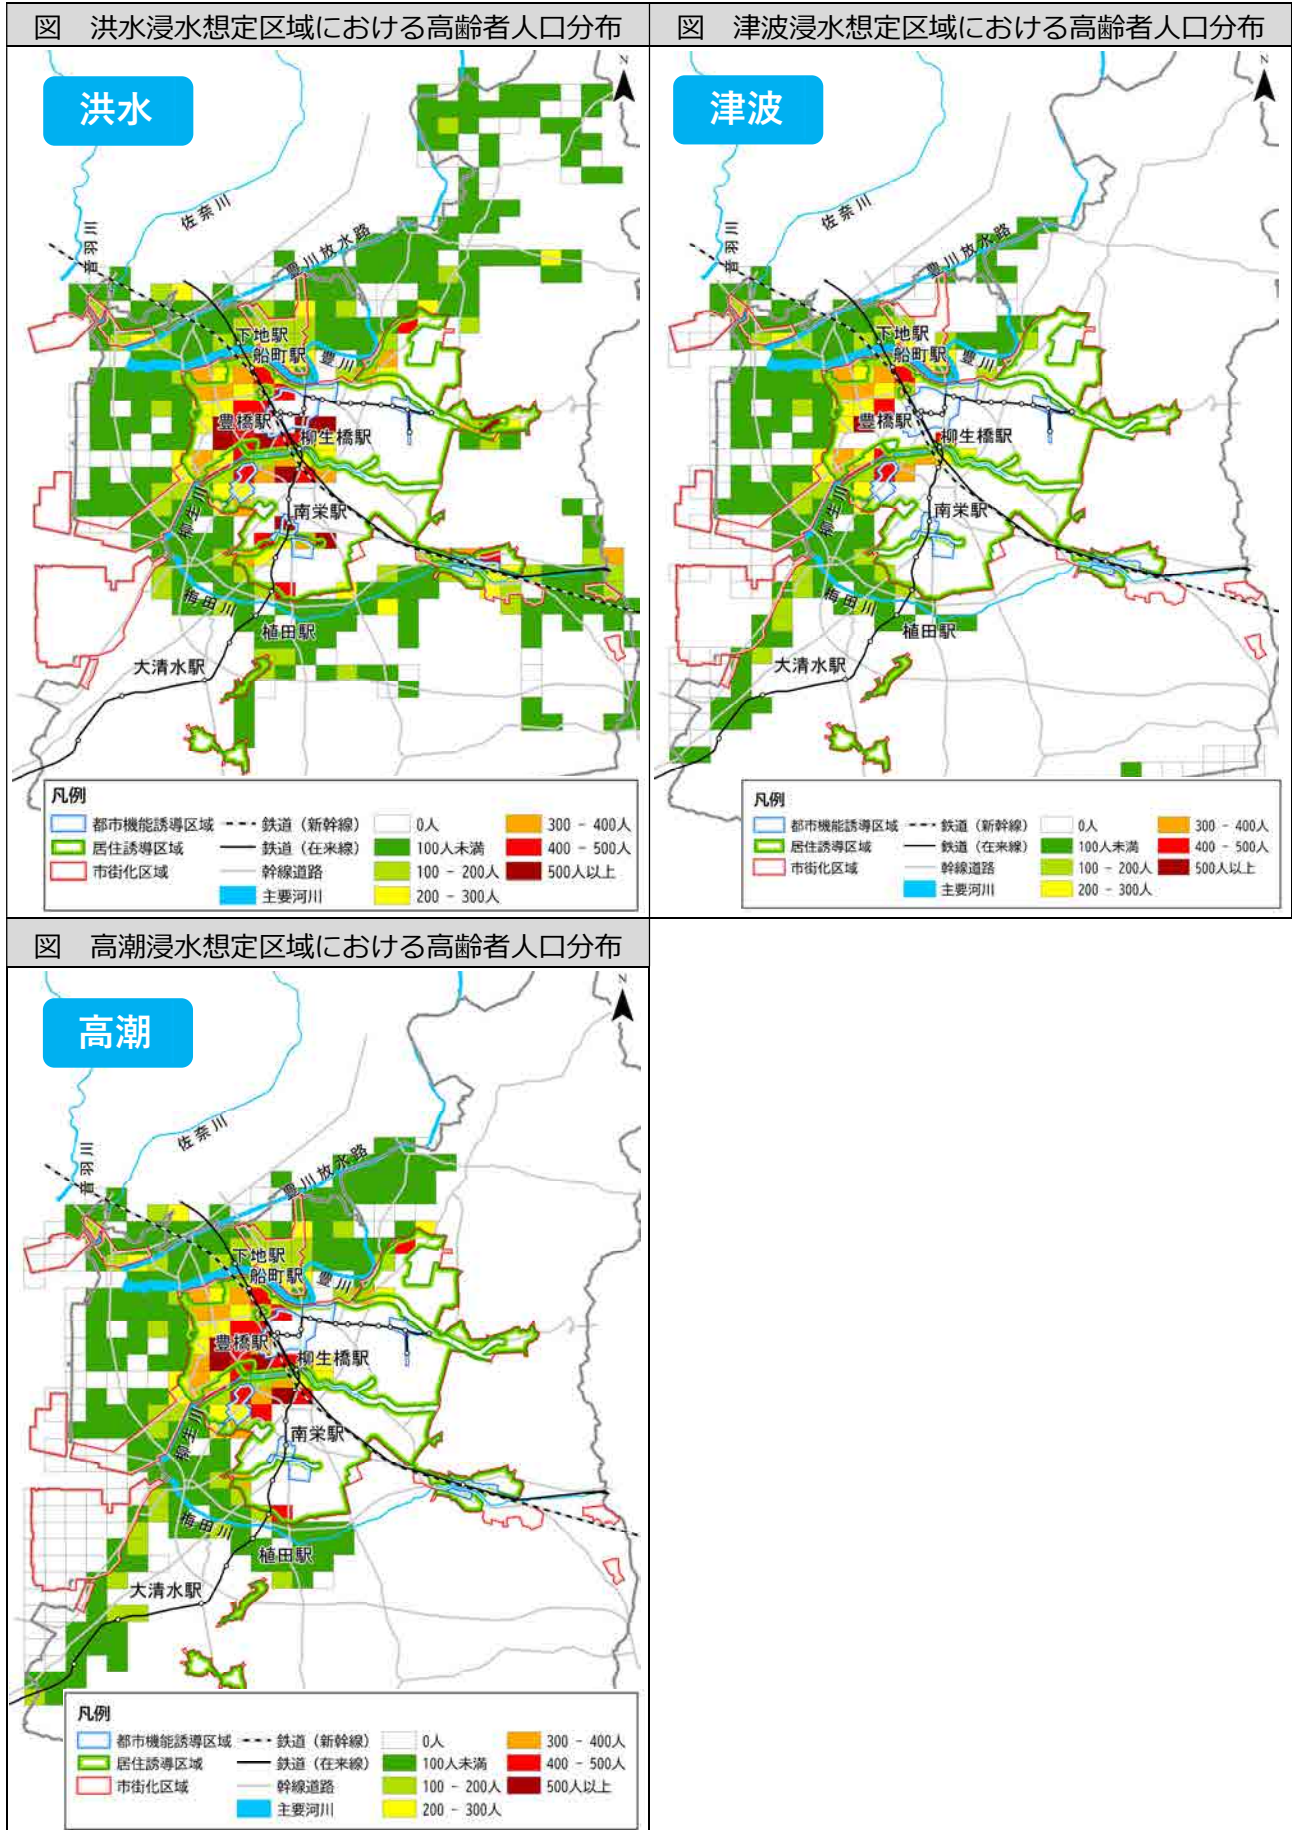 図 洪水浸水想定区域における高齢者人口分布
洪水
N
佐奈川
音羽川
豊川放水路
下地駅
船町駅
豊川
豊橋駅
柳生橋駅
南栄駅
柳生川
梅田川
植田駅
大清水駅
凡例
都市機能誘導区域
居住誘導区域
市街化区域
鉄道（新幹線）
鉄道（在来線）
幹線道路
主要河川
0人
100人未満
100 - 200人
200 - 300人
300 - 400人
400 - 500人
500人以上
図 津波浸水想定区域における高齢者人口分布
津波
N
佐奈川
音羽川
豊川放水路
下地駅
船町駅
豊川
豊橋駅
柳生橋駅
南栄駅
柳生川
梅田川
植田駅
大清水駅
凡例
都市機能誘導区域
居住誘導区域
市街化区域
鉄道（新幹線）
鉄道（在来線）
幹線道路
主要河川
0人
100人未満
100 - 200人
200 - 300人
300 - 400人
400 - 500人
500人以上
図 高潮浸水想定区域における高齢者人口分布
高潮
N
佐奈川
音羽川
豊川放水路
下地駅
船町駅
豊川
豊橋駅
柳生橋駅
南栄駅
柳生川
梅田川
植田駅
大清水駅
凡例
都市機能誘導区域
居住誘導区域
市街化区域
鉄道（新幹線）
鉄道（在来線）
幹線道路
主要河川
0人
100人未満
100 - 200人
200 - 300人
300 - 400人
400 - 500人
500人以上